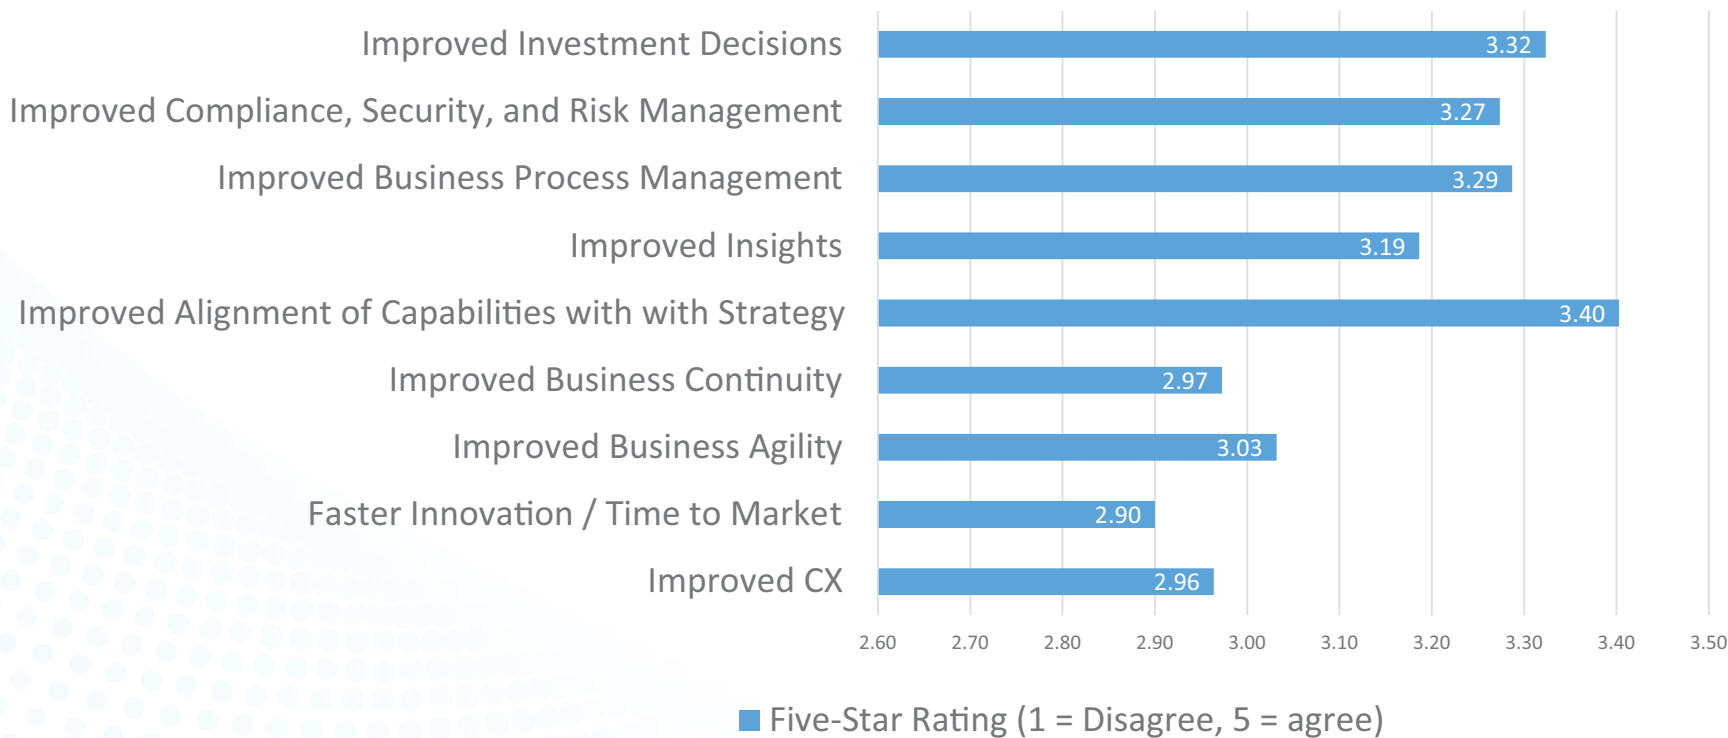 Improved Investment Decisions 3.32
Improved Compliance, Security, and Risk Management 3.27
Improved Business Process Management 3.29
Improved Insights 3.19
Improved Alignment of Capabilities with with Strategy 3.40
Improved Business Continuity 2.97
Improved Business Agility 3.03
Faster Innovation / Time to Market 2.90
Improved CX 2.96
2.60 2.70 2.80 2.90 3.00 3.10 3.20 3.30 3.40 3.50
Five-Star Rating (1 = Disagree, 5 = agree)